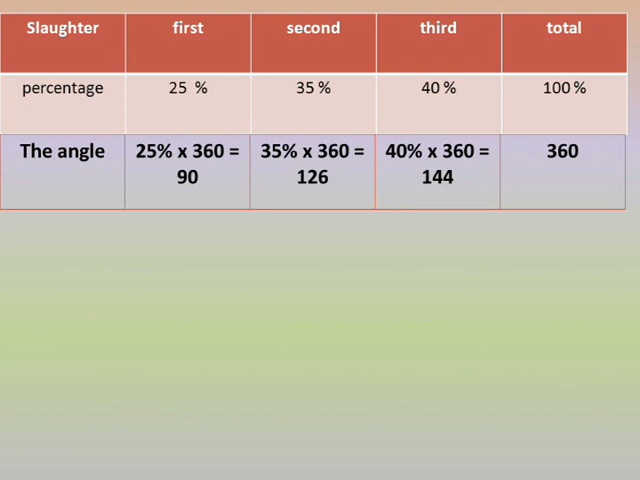 Slaughter first second third total
percentage 25 % 35 % 40 % 100 %
The angle 25% x 360 = 35% x 360 = 40% x 360 = 360
90 126 144